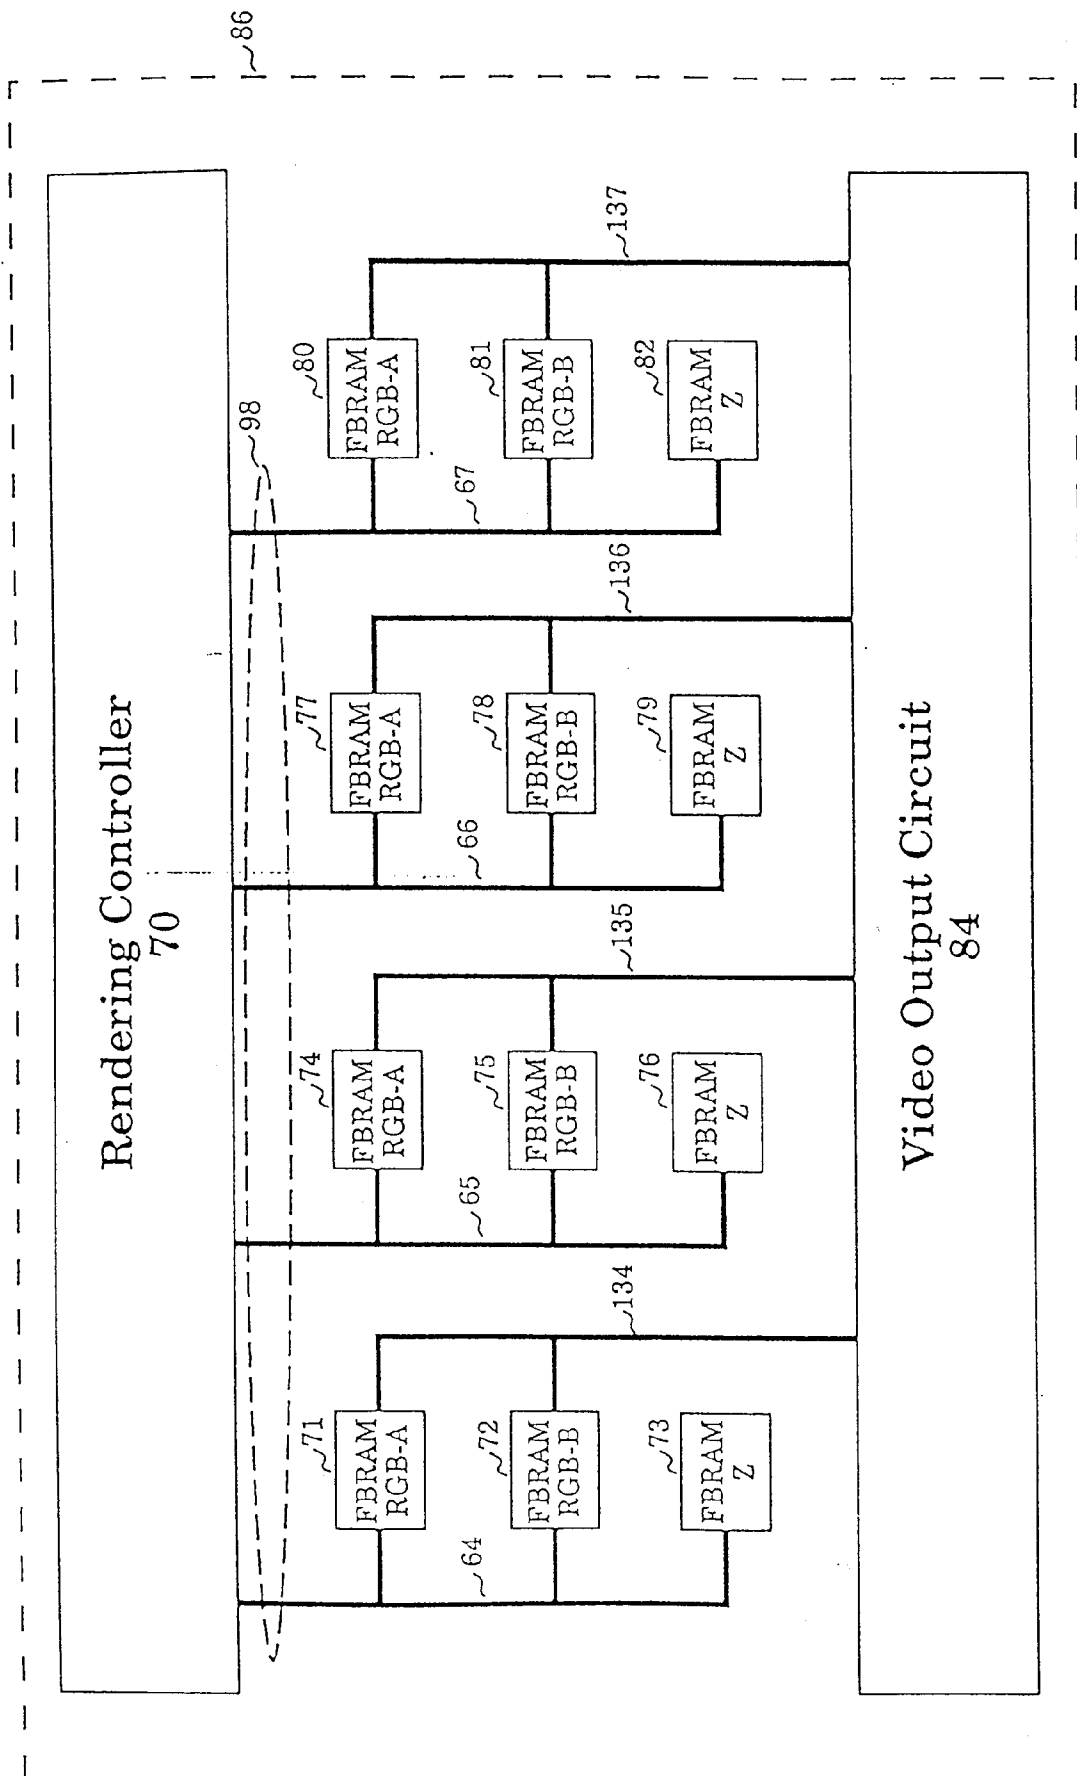 86
Rendering Controller
70
98
64
71
FBRAM
RGB-A
72
FBRAM
RGB-B
73
FBRAM
Z
134
65
74
FBRAM
RGB-A
75
FBRAM
RGB-B
76
FBRAM
Z
135
66
77
FBRAM
RGB-A
78
FBRAM
RGB-B
79
FBRAM
Z
136
67
80
FBRAM
RGB-A
81
FBRAM
RGB-B
82
FBRAM
Z
137
Video Output Circuit
84